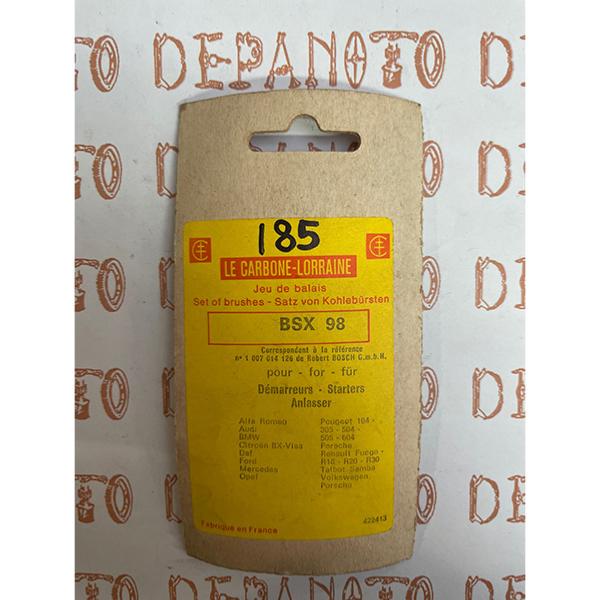 DEPANOTO
185
LE CARBONE-LORRAINE
Jeu de balais
Set of brushes - Satz von Kohlebürsten
BSX 98
Correspondant à la référence
n° 1 007 014 126 de Robert BOSCH G.m.b.H.
pour - for - für
Démarreurs - Starters
Anlasser
Alfa Romeo
Audi
BMW
Citroën BX-Visa
Daf
Ford
Mercedes
Opel
Peugeot 104 -
305 - 504 -
505 - 604
Porsche
Renault Fuego -
R18 - R20 - R30
Talbot Samba
Volkswagen
Porsche
Fabriqué en France
422413